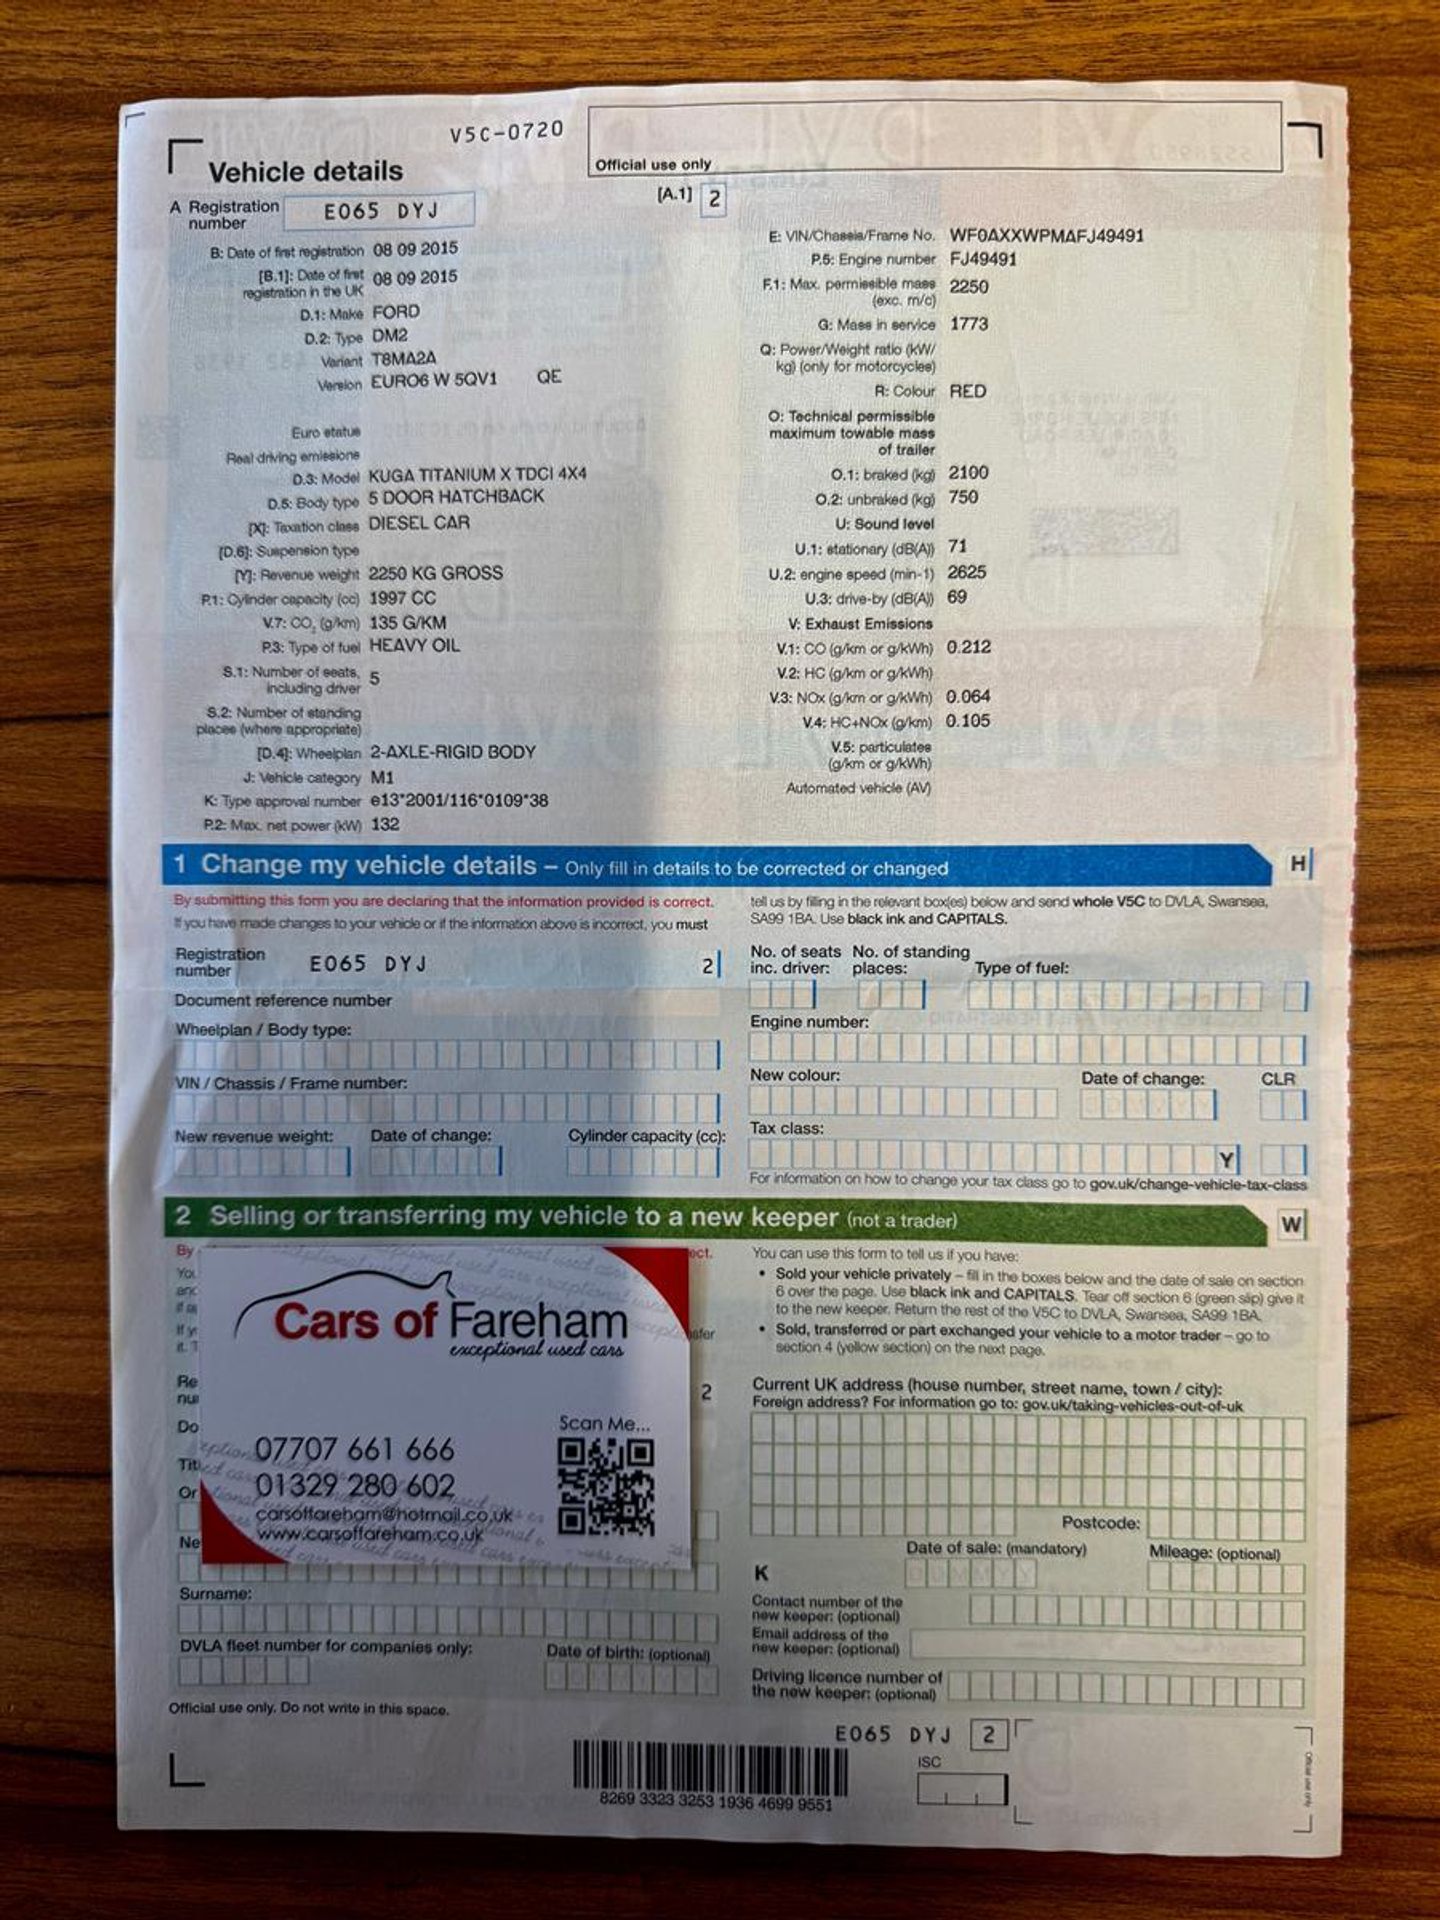 V5C-0720
Official use only
Vehicle details
[A.1] 2
A Registration number EO65 DYJ
B: Date of first registration 08 09 2015
[B.1]: Date of first registration in the UK 08 09 2015
D.1: Make FORD
D.2: Type DM2
Variant T8MA2A
Version EURO6 W 5QV1 QE
Euro status
Real driving emissions
D.3: Model KUGA TITANIUM X TDCI 4X4
D.5: Body type 5 DOOR HATCHBACK
[X]: Taxation class DIESEL CAR
[D.6]: Suspension type
[Y]: Revenue weight 2250 KG GROSS
P.1: Cylinder capacity (cc) 1997 CC
V.7: CO2 (g/km) 135 G/KM
P.3: Type of fuel HEAVY OIL
S.1: Number of seats, including driver 5
S.2: Number of standing places (where appropriate)
[D.4]: Wheelplan 2-AXLE-RIGID BODY
J: Vehicle category M1
K: Type approval number e13*2001/116*0109*38
P.2: Max. net power (kW) 132
E: VIN/Chassis/Frame No. WF0AXXWPMAFJ49491
P.5: Engine number FJ49491
F.1: Max. permissible mass (exc. m/c) 2250
G: Mass in service 1773
Q: Power/Weight ratio (kW/kg) (only for motorcycles)
R: Colour RED
O: Technical permissible maximum towable mass of trailer
O.1: braked (kg) 2100
O.2: unbraked (kg) 750
U: Sound level
U.1: stationary (dB(A)) 71
U.2: engine speed (min-1) 2625
U.3: drive-by (dB(A)) 69
V: Exhaust Emissions
V.1: CO (g/km or g/kWh) 0.212
V.2: HC (g/km or g/kWh)
V.3: NOx (g/km or g/kWh) 0.064
V.4: HC+NOx (g/km) 0.105
V.5: particulates (g/km or g/kWh)
Automated vehicle (AV)
1 Change my vehicle details – Only fill in details to be corrected or changed H
By submitting this form you are declaring that the information provided is correct.
If you have made changes to your vehicle or if the information above is incorrect, you must
tell us by filling in the relevant box(es) below and send whole V5C to DVLA, Swansea,
SA99 1BA. Use black ink and CAPITALS.
Registration number EO65 DYJ 2
Document reference number
Wheelplan / Body type:
VIN / Chassis / Frame number:
New revenue weight: Date of change: Cylinder capacity (cc):
No. of seats inc. driver: No. of standing places: Type of fuel:
Engine number:
New colour: Date of change: CLR
Tax class:
Y
For information on how to change your tax class go to gov.uk/change-vehicle-tax-class
2 Selling or transferring my vehicle to a new keeper (not a trader) W
By ect.
You can use this form to tell us if you have:
• Sold your vehicle privately – fill in the boxes below and the date of sale on section
6 over the page. Use black ink and CAPITALS. Tear off section 6 (green slip) give it
to the new keeper. Return the rest of the V5C to DVLA, Swansea, SA99 1BA.
• Sold, transferred or part exchanged your vehicle to a motor trader – go to
section 4 (yellow section) on the next page.
Cars of Fareham
exceptional used cars
Scan Me...
07707 661 666
01329 280 602
carsoffareham@hotmail.co.uk
www.carsoffareham.co.uk
2
Current UK address (house number, street name, town / city):
Foreign address? For information go to: gov.uk/taking-vehicles-out-of-uk
Postcode:
Date of sale: (mandatory) Mileage: (optional)
K
Surname:
DVLA fleet number for companies only: Date of birth: (optional)
Contact number of the new keeper: (optional)
Email address of the new keeper: (optional)
Driving licence number of the new keeper: (optional)
Official use only. Do not write in this space.
EO65 DYJ 2
ISC
8269 3323 3253 1936 4699 9551
Official use only